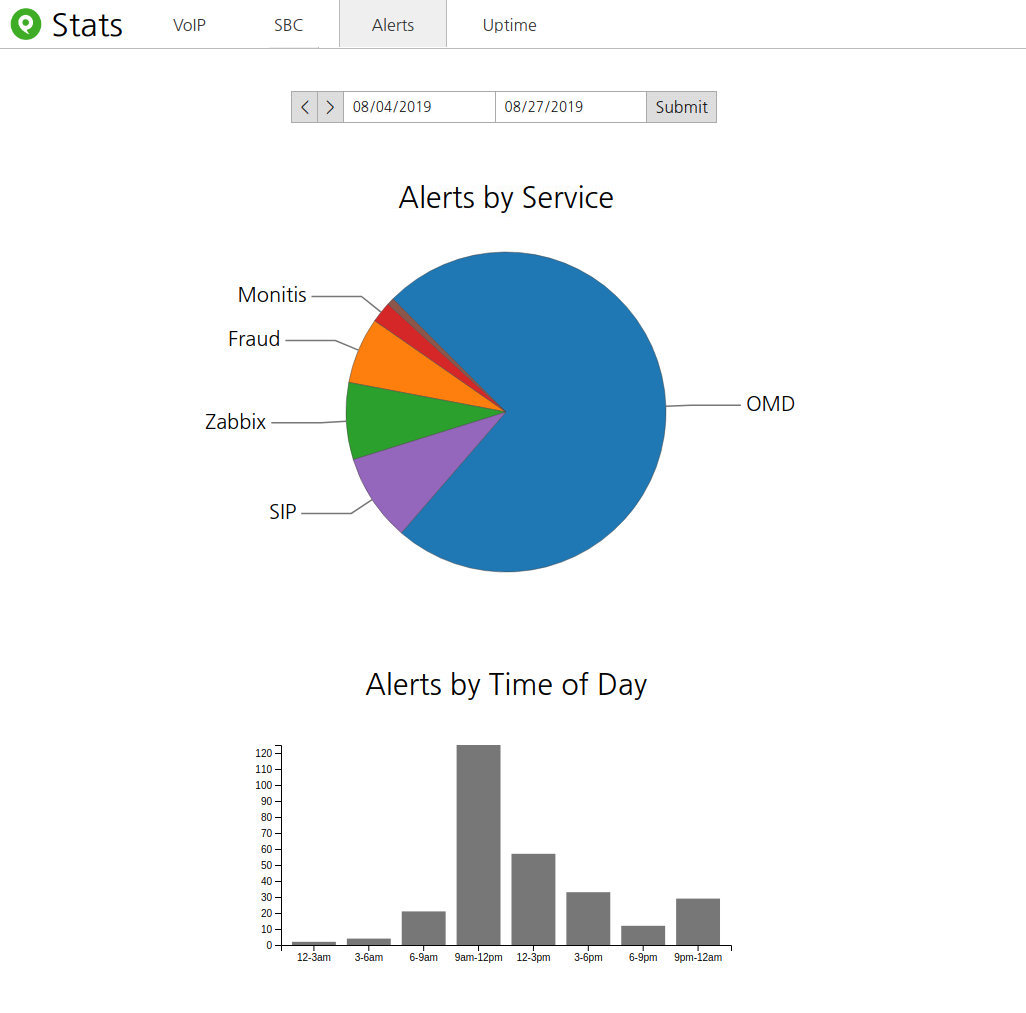 Stats VoIP SBC Alerts Uptime
< > 08/04/2019 08/27/2019 Submit
Alerts by Service
Monitis
Fraud
Zabbix
SIP
OMD
Alerts by Time of Day
120
110
100
90
80
70
60
50
40
30
20
10
0
12-3am 3-6am 6-9am 9am-12pm 12-3pm 3-6pm 6-9pm 9pm-12am